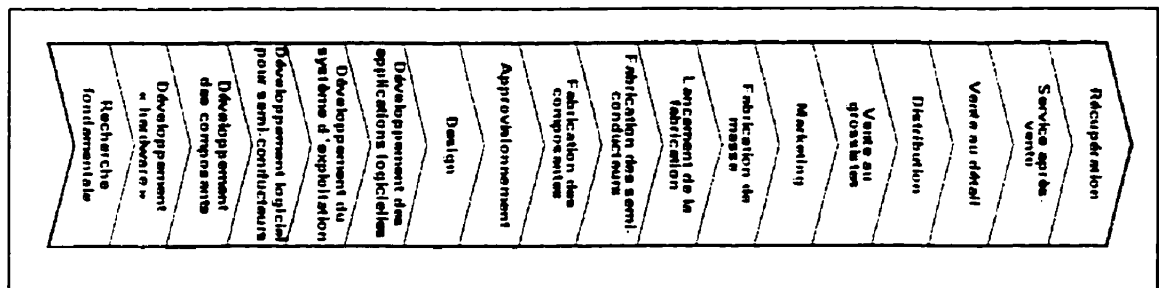 Recherche
fondamentale
Développement
« hardware »
Développement
des composants
Développement logiciel
pour semi-conducteurs
Développement du
système d'exploitation
Développement des
applications logicielles
Design
Approvisionnement
Fabrication des
composantes
Fabrication des semi-
conducteurs
Lancement de la
fabrication
Fabrication de
masse
Marketing
Vente au
grossistes
Distribution
Vente au détail
Service après-
vente
Récupération